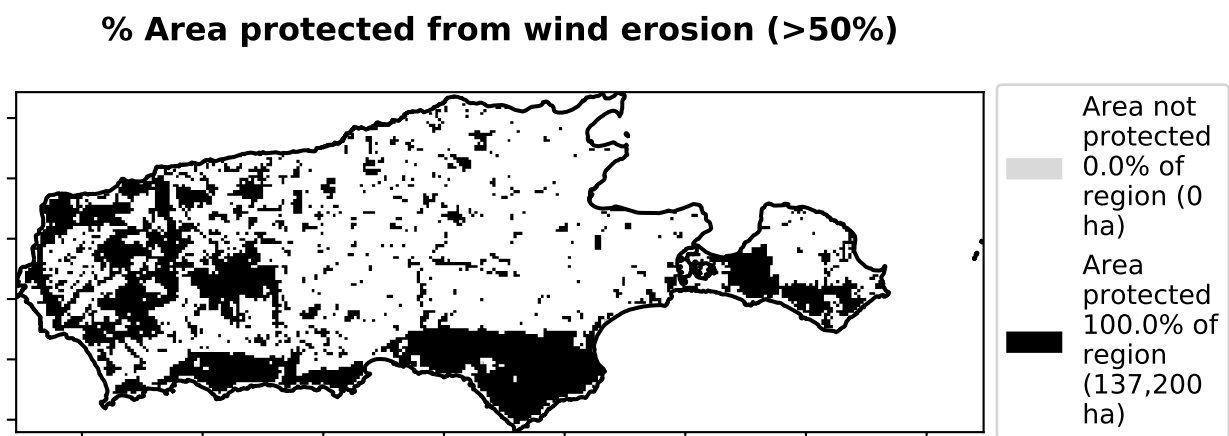 % Area protected from wind erosion (>50%)
Area not
protected
0.0% of
region (0
ha)
Area
protected
100.0% of
region
(137,200
ha)